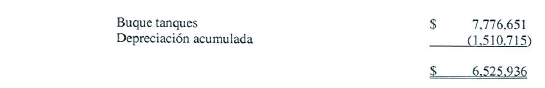 Buque tanques $ 7,776,651
Depreciación acumulada (1,510,715)
$ 6,525,936